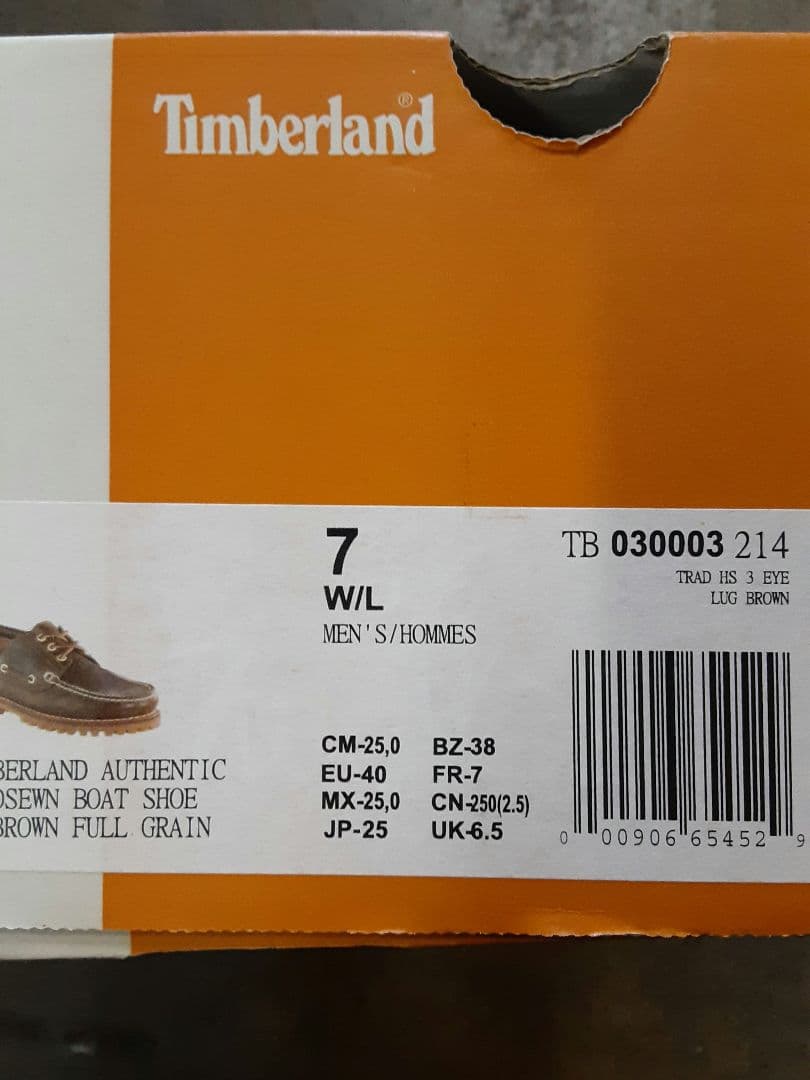 Timberland®
7
W/L
MEN'S/HOMMES
TB 030003 214
TRAD HS 3 EYE
LUG BROWN
BERLAND AUTHENTIC
DSEWN BOAT SHOE
BROWN FULL GRAIN
CM-25,0 BZ-38
EU-40 FR-7
MX-25,0 CN-250(2.5)
JP-25 UK-6.5
0 00906 65452 9